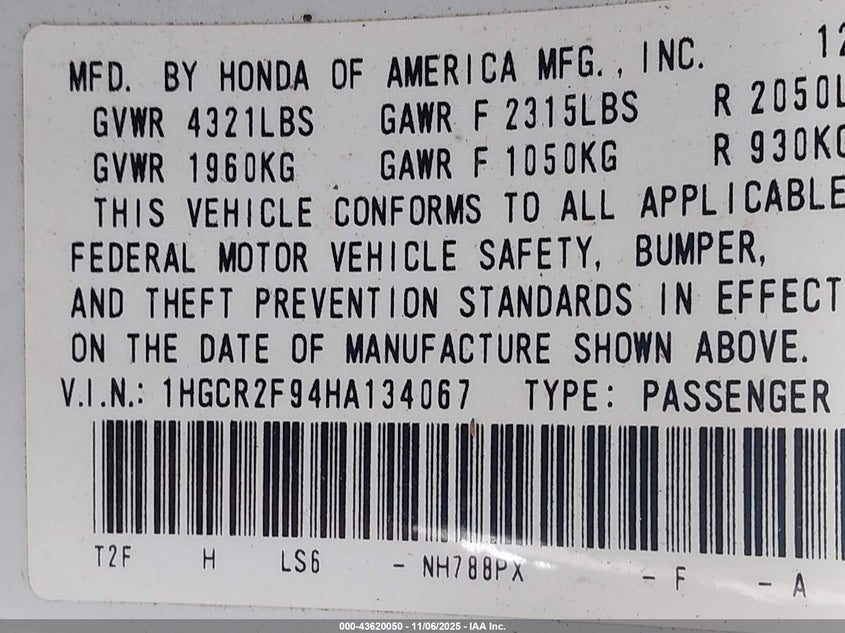 MFD. BY HONDA OF AMERICA MFG., INC. 12
GVWR 4321LBS GAWR F 2315LBS R 2050L
GVWR 1960KG GAWR F 1050KG R 930KG
THIS VEHICLE CONFORMS TO ALL APPLICABLE
FEDERAL MOTOR VEHICLE SAFETY, BUMPER,
AND THEFT PREVENTION STANDARDS IN EFFECT
ON THE DATE OF MANUFACTURE SHOWN ABOVE.
V.I.N.: 1HGCR2F94HA134067 TYPE: PASSENGER
T2F H LS6 - NH788PX - F - A
000-43620050 - 11/06/2025 - IAA Inc.